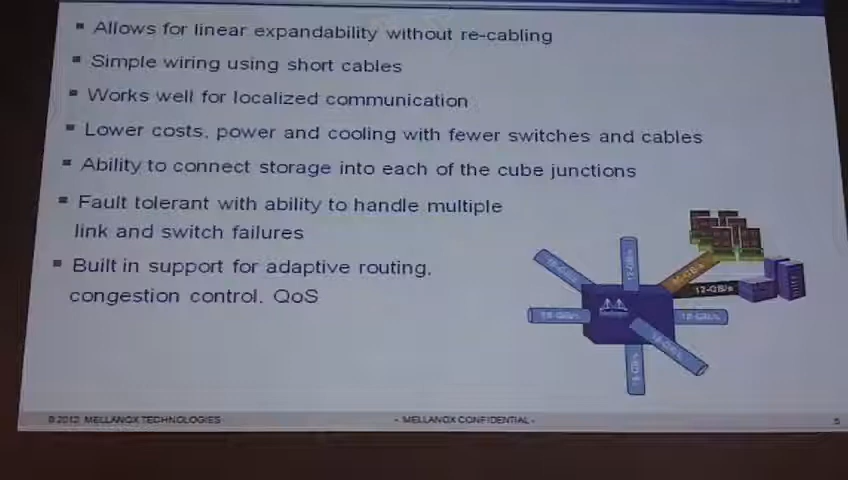 Allows for linear expandability without re-cabling
Simple wiring using short cables
Works well for localized communication
Lower costs, power and cooling with fewer switches and cables
Ability to connect storage into each of the cube junctions
Fault tolerant with ability to handle multiple
link and switch failures
Built in support for adaptive routing,
congestion control, QoS
12-GB/s
MELLANOX TECHNOLOGIES
- MELLANOX CONFIDENTIAL -